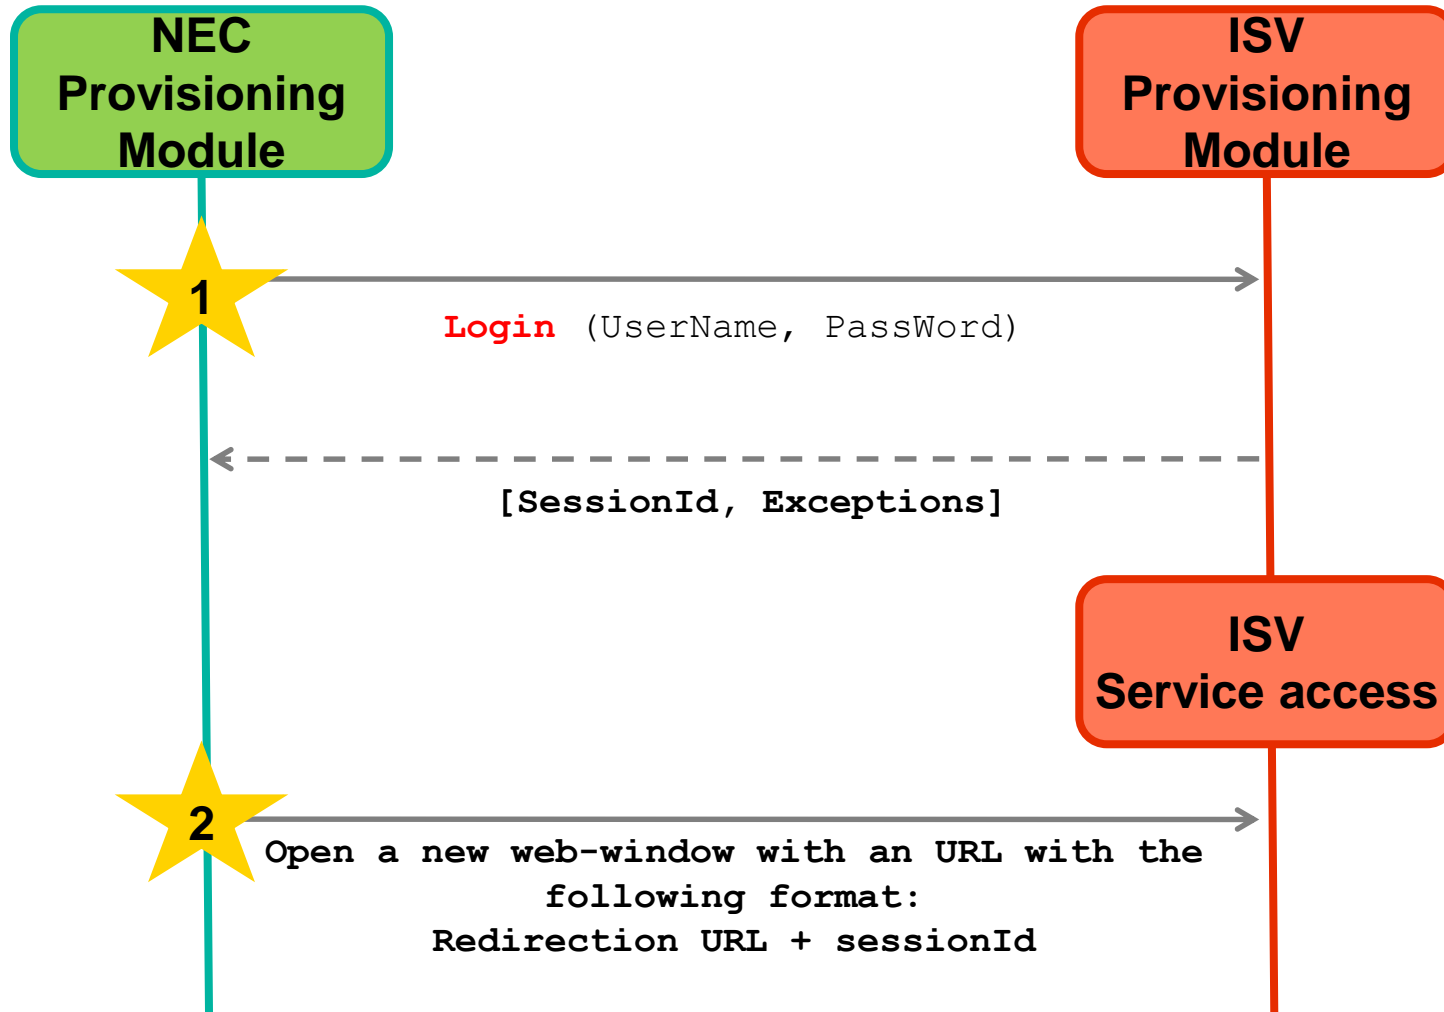 NEC
Provisioning
Module
ISV
Provisioning
Module
1
Login (UserName, PassWord)
[SessionId, Exceptions]
ISV
Service access
2
Open a new web-window with an URL with the
following format:
Redirection URL + sessionId